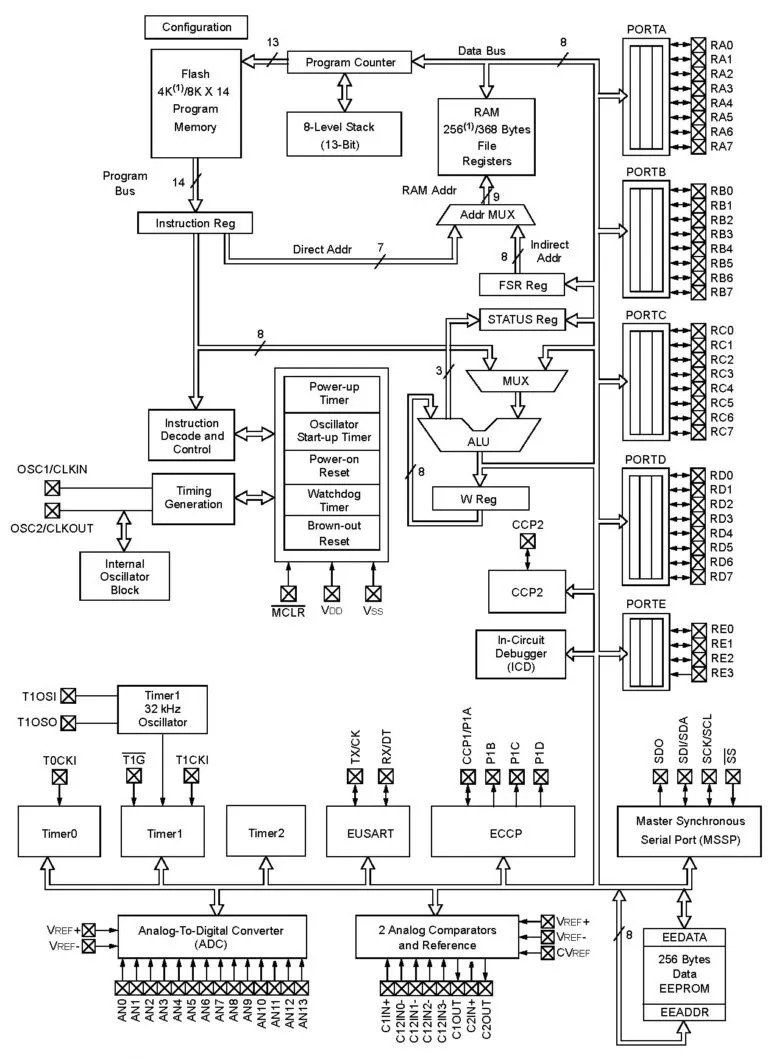 Configuration
13
Program Counter
Data Bus
8
Flash
4K(1)/8K X 14
Program
Memory
8-Level Stack
(13-Bit)
RAM
256(1)/368 Bytes
File
Registers
PORTA
RA0
RA1
RA2
RA3
RA4
RA5
RA6
RA7
Program
Bus
14
RAM Addr
9
Addr MUX
Instruction Reg
Direct Addr
7
8
Indirect
Addr
FSR Reg
PORTB
RB0
RB1
RB2
RB3
RB4
RB5
RB6
RB7
STATUS Reg
8
3
MUX
ALU
8
W Reg
PORTC
RC0
RC1
RC2
RC3
RC4
RC5
RC6
RC7
Instruction
Decode and
Control
Power-up
Timer
Oscillator
Start-up Timer
Power-on
Reset
Watchdog
Timer
Brown-out
Reset
OSC1/CLKIN
OSC2/CLKOUT
Timing
Generation
Internal
Oscillator
Block
MCLR
VDD
VSS
PORTD
RD0
RD1
RD2
RD3
RD4
RD5
RD6
RD7
CCP2
CCP2
In-Circuit
Debugger
(ICD)
PORTE
RE0
RE1
RE2
RE3
T1OSI
T1OSO
Timer1
32 kHz
Oscillator
T0CKI
T1G
T1CKI
TX/CK
RX/DT
CCP1/P1A
P1B
P1C
P1D
SDO
SDI/SDA
SCK/SCL
SS
Timer0
Timer1
Timer2
EUSART
ECCP
Master Synchronous
Serial Port (MSSP)
VREF+
VREF-
Analog-To-Digital Converter
(ADC)
2 Analog Comparators
and Reference
VREF+
VREF-
CVREF
8
EEDATA
256 Bytes
Data
EEPROM
EEADDR
AN0
AN1
AN2
AN3
AN4
AN5
AN6
AN7
AN8
AN9
AN10
AN11
AN12
AN13
C1IN+
C12IN0-
C12IN1-
C12IN2-
C12IN3-
C1OUT
C2IN+
C2OUT